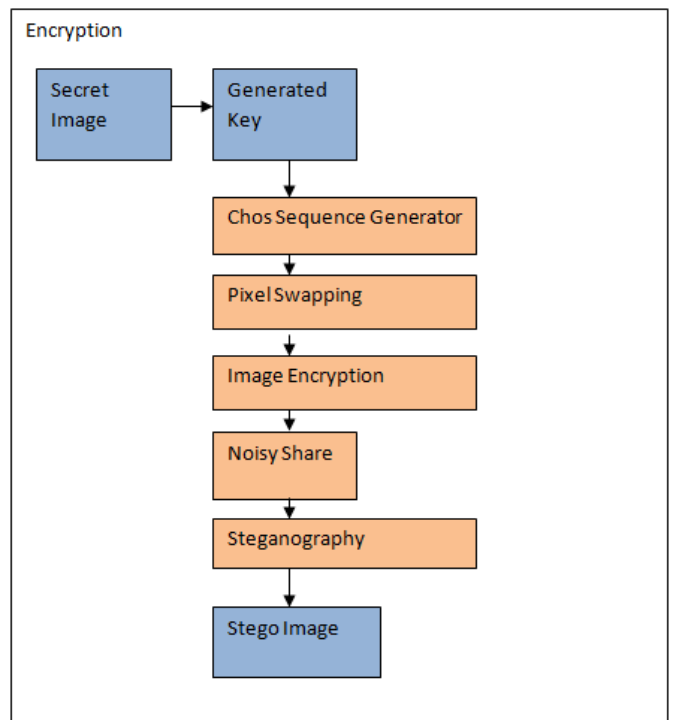 Encryption
Secret
Image
Generated
Key
Chos Sequence Generator
Pixel Swapping
Image Encryption
Noisy Share
Steganography
Stego Image